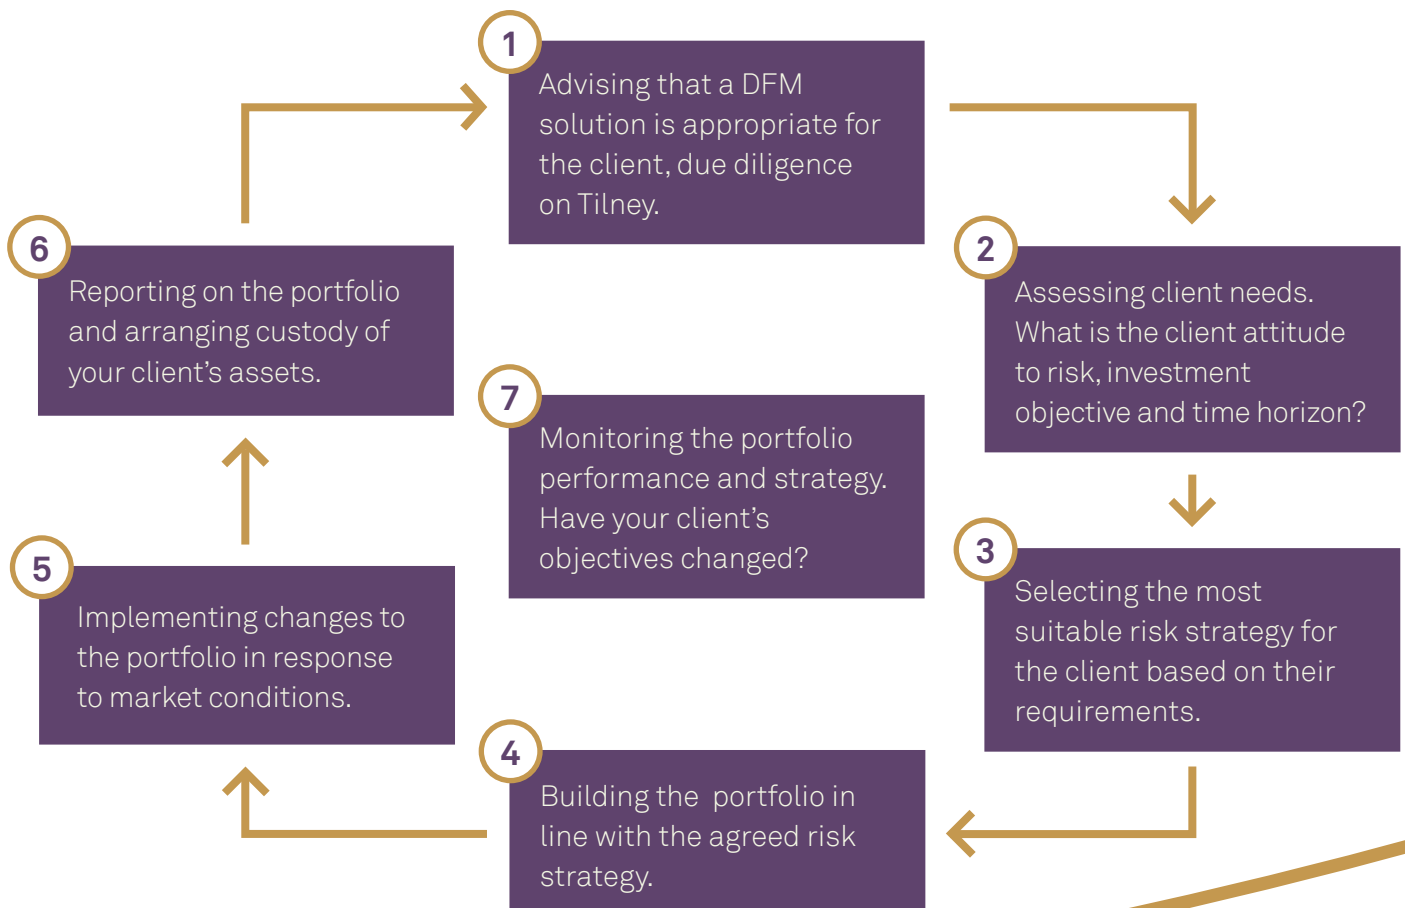 1
Advising that a DFM
solution is appropriate for
the client, due diligence
on Tilney.
2
Assessing client needs.
What is the client attitude
to risk, investment
objective and time horizon?
3
Selecting the most
suitable risk strategy for
the client based on their
requirements.
4
Building the  portfolio in
line with the agreed risk
strategy.
5
Implementing changes to
the portfolio in response
to market conditions.
6
Reporting on the portfolio
and arranging custody of
your client’s assets.
7
Monitoring the portfolio
performance and strategy.
Have your client’s
objectives changed?